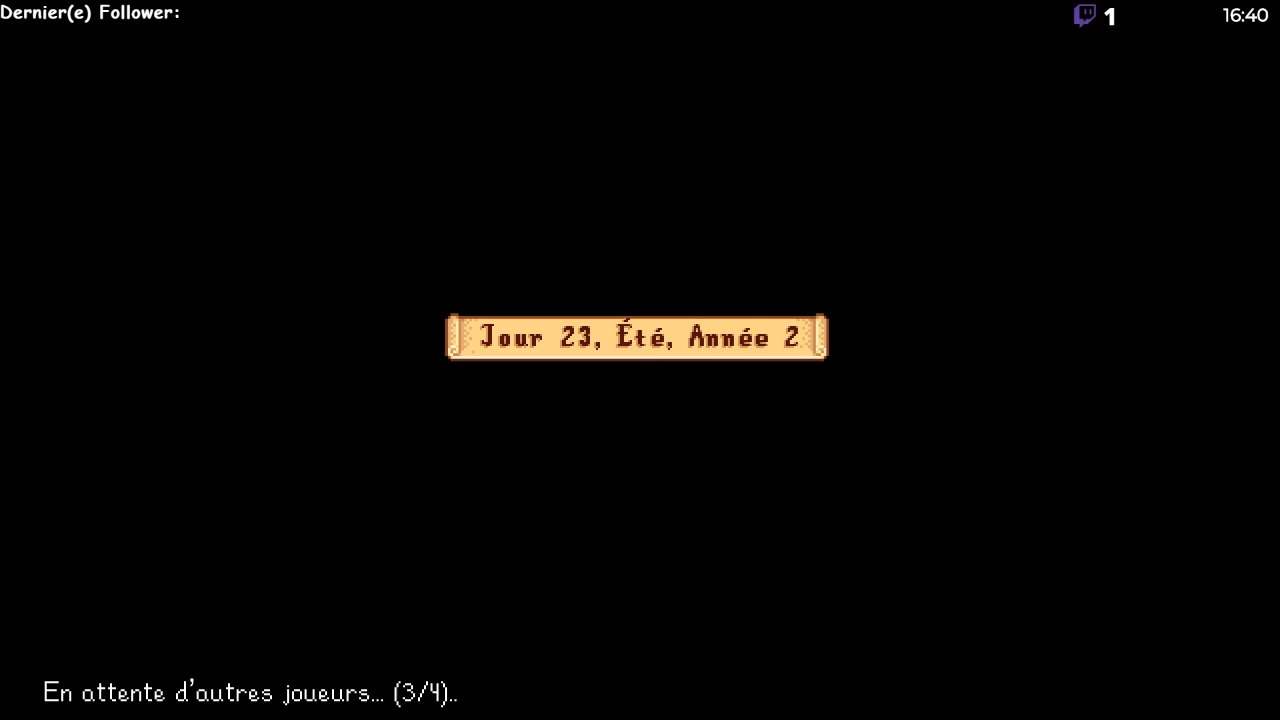 Dernier(e) Follower:
1
16:40
Jour 23, Été, Année 2
En attente d'autres joueurs... (3/4)..